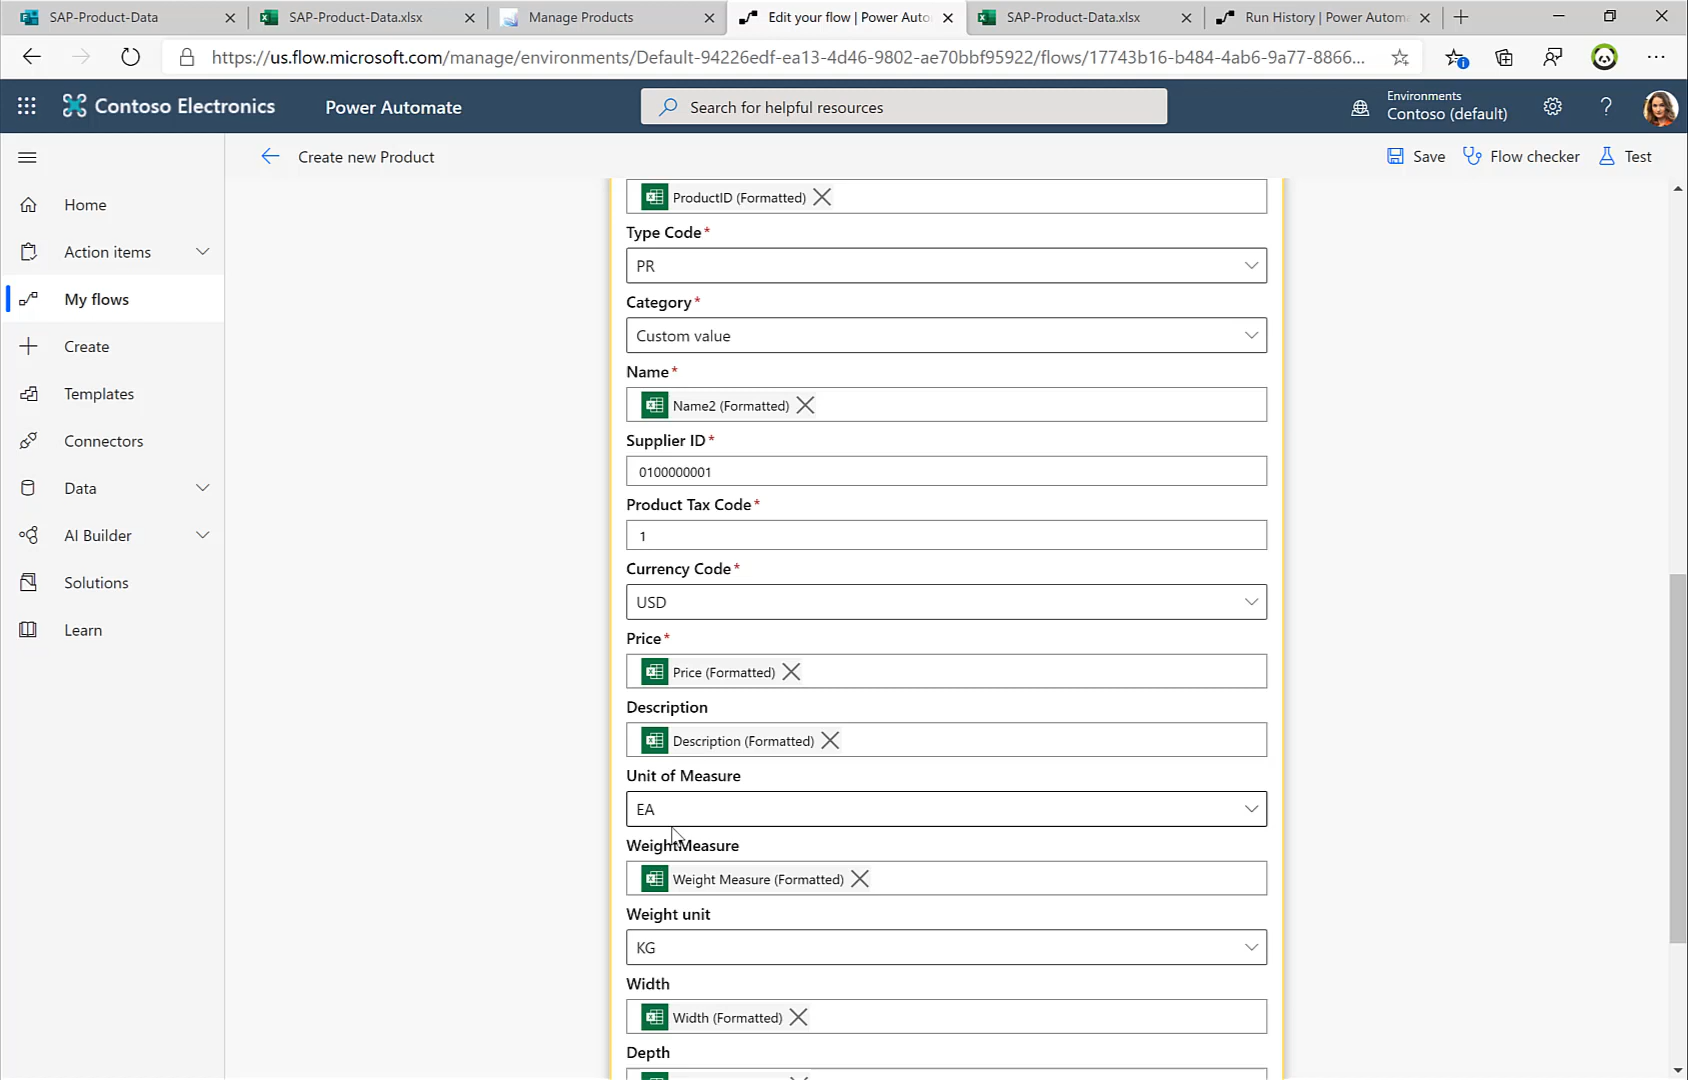 SAP-Product-Data
SAP-Product-Data.xlsx
Manage Products
Edit your flow | Power Auto
SAP-Product-Data.xlsx
Run History | Power Autom
https://us.flow.microsoft.com/manage/environments/Default-94226edf-ea13-4d46-9802-ae70bbf95922/flows/17743b16-b484-4ab6-9a77-8866...
Contoso Electronics
Power Automate
Search for helpful resources
Environments
Contoso (default)
?
Create new Product
Save
Flow checker
Test
Home
Action items
My flows
Create
Templates
Connectors
Data
AI Builder
Solutions
Learn
ProductID (Formatted)
Type Code*
PR
Category*
Custom value
Name*
Name2 (Formatted)
Supplier ID*
0100000001
Product Tax Code*
1
Currency Code*
USD
Price*
Price (Formatted)
Description
Description (Formatted)
Unit of Measure
EA
WeightMeasure
Weight Measure (Formatted)
Weight unit
KG
Width
Width (Formatted)
Depth